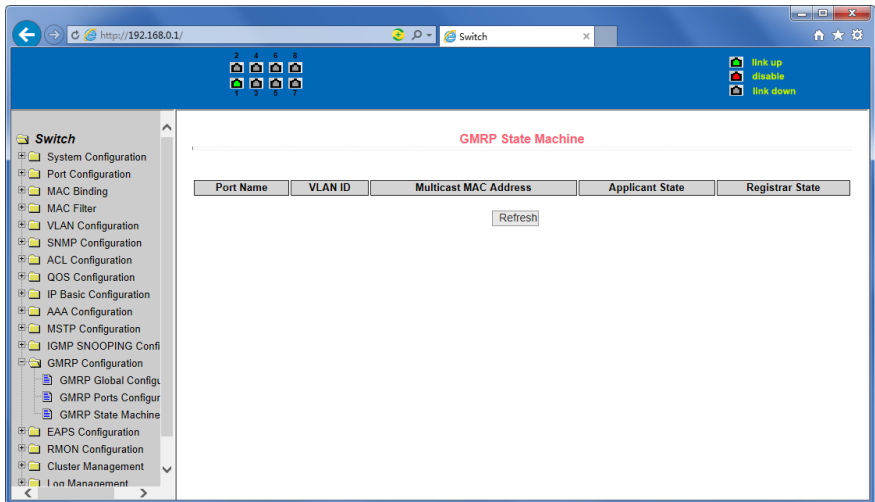 http://192.168.0.1/
Switch
2 4 6 8
1 3 5 7
link up
disable
link down
Switch
System Configuration
Port Configuration
MAC Binding
MAC Filter
VLAN Configuration
SNMP Configuration
ACL Configuration
QOS Configuration
IP Basic Configuration
AAA Configuration
MSTP Configuration
IGMP SNOOPING Confi
GMRP Configuration
GMRP Global Configu
GMRP Ports Configur
GMRP State Machine
EAPS Configuration
RMON Configuration
Cluster Management
Log Management
GMRP State Machine
Port Name VLAN ID Multicast MAC Address Applicant State Registrar State
Refresh